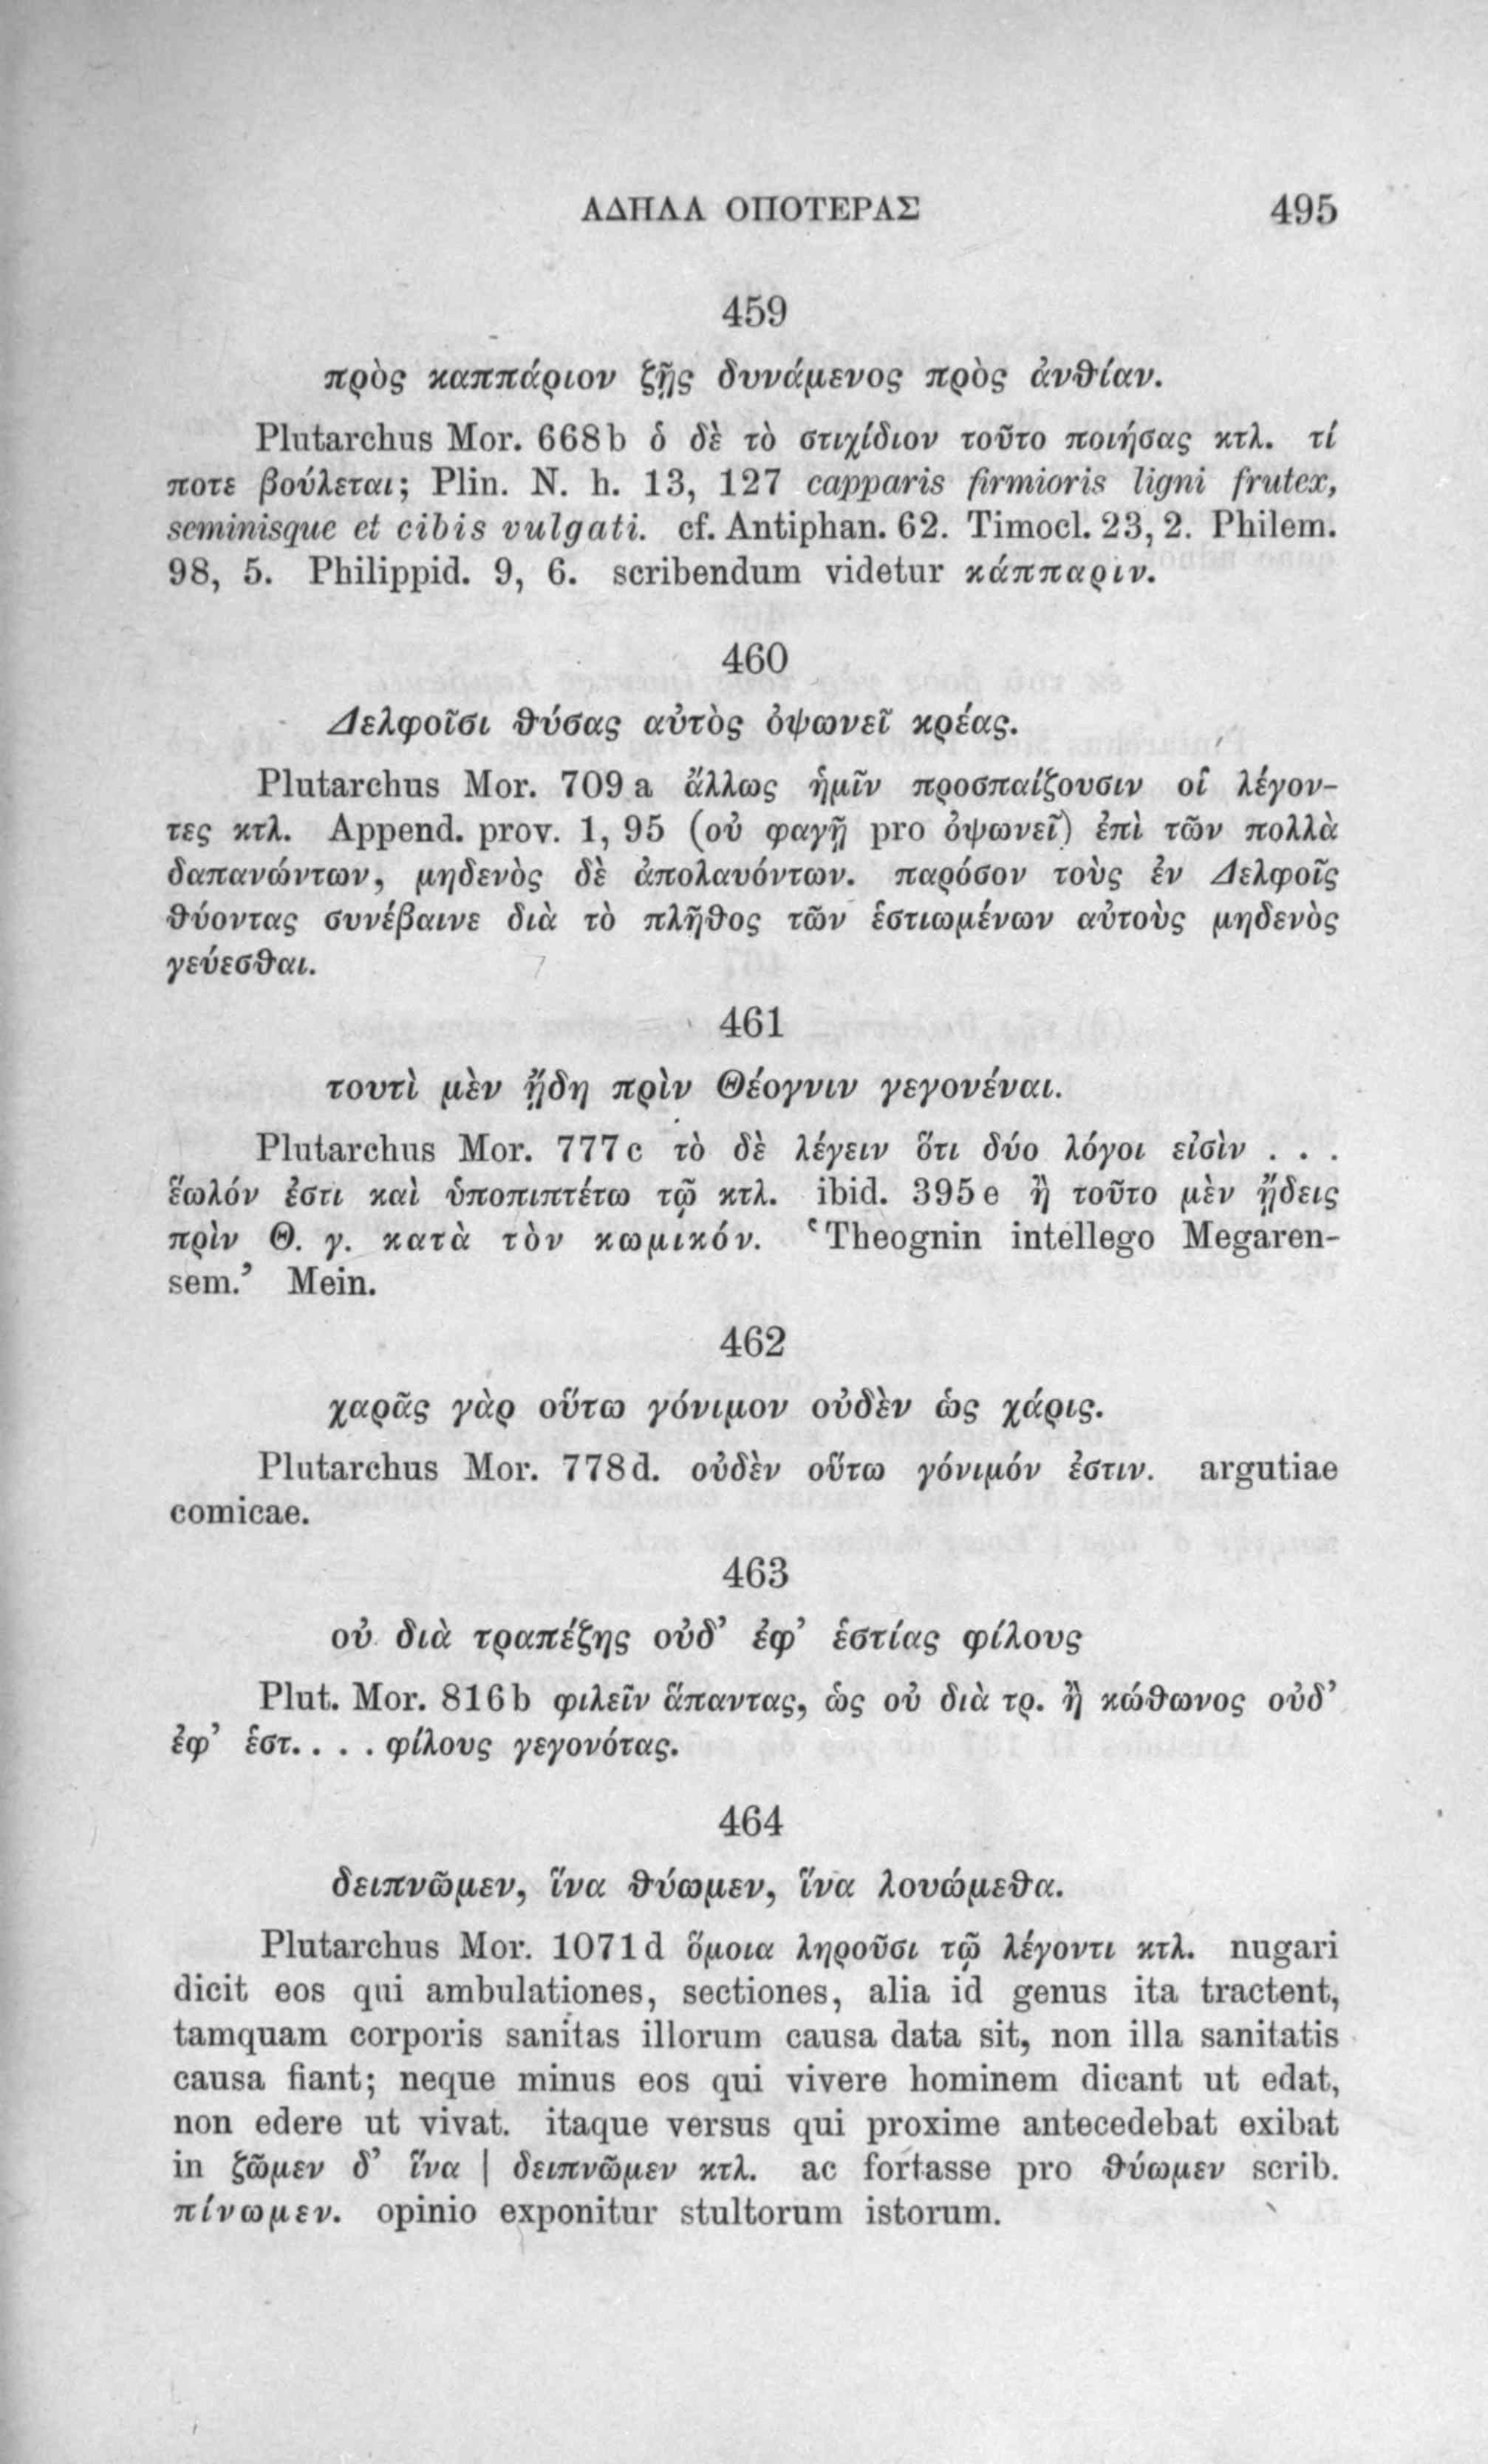 ΑΔΗΛΑ ΟΠΟΤΕΡΑΣ 495
459
πρὸς καππάριον ζῇς δυνάμενος πρὸς ἀνθίαν.
Plutarchus Mor. 668b ὁ δὲ τὸ στιχίδιον τοῦτο ποιήσας κτλ. τί
ποτε βούλεται; Plin. N. h. 13, 127 capparis firmioris ligni frutex,
seminisque et cibis vulgati. cf. Antiphan. 62. Timocl. 23, 2. Philem.
98, 5. Philippid. 9, 6. scribendum videtur κάππαριν.
460
Δελφοῖσι θύσας αὐτὸς ὀψωνεῖ κρέας.
Plutarchus Mor. 709 a ἄλλως ἡμῖν προσπαίζουσιν οἱ λέγον-
τες κτλ. Append. prov. 1, 95 (οὐ φαγῇ pro ὀψωνεῖ) ἐπὶ τῶν πολλὰ
δαπανώντων, μηδενὸς δὲ ἀπολαυόντων. παρόσον τοὺς ἐν Δελφοῖς
θύοντας συνέβαινε διὰ τὸ πλῆθος τῶν ἑστιωμένων αὐτοὺς μηδενὸς
γεύεσθαι.
461
τουτὶ μὲν ᾔδη πρὶν Θέογνιν γεγονέναι.
Plutarchus Mor. 777c τὸ δὲ λέγειν ὅτι δύο λόγοι εἰσὶν . . .
ἕωλόν ἐστι καὶ ὑποπιπτέτω τῷ κτλ. ibid. 395e ἢ τοῦτο μὲν ᾔδεις
πρὶν Θ. γ. κατὰ τὸν κωμικόν. ‘Theognin intellego Megaren-
sem.’ Mein.
462
χαρᾶς γὰρ οὕτω γόνιμον οὐδὲν ὡς χάρις.
Plutarchus Mor. 778d. οὐδὲν οὕτω γόνιμόν ἐστιν. argutiae
comicae.
463
οὐ διὰ τραπέζης οὐδ’ ἐφ’ ἑστίας φίλους
Plut. Mor. 816b φιλεῖν ἅπαντας, ὡς οὐ διὰ τρ. ἢ κώθωνος οὐδ’
ἐφ’ ἑστ. . . . φίλους γεγονότας.
464
δειπνῶμεν, ἵνα θύωμεν, ἵνα λουώμεθα.
Plutarchus Mor. 1071d ὅμοια ληροῦσι τῷ λέγοντι κτλ. nugari
dicit eos qui ambulationes, sectiones, alia id genus ita tractent,
tamquam corporis sanitas illorum causa data sit, non illa sanitatis
causa fiant; neque minus eos qui vivere hominem dicant ut edat,
non edere ut vivat. itaque versus qui proxime antecedebat exibat
in ζῶμεν δ’ ἵνα | δειπνῶμεν κτλ. ac fortasse pro θύωμεν scrib.
πίνωμεν. opinio exponitur stultorum istorum.